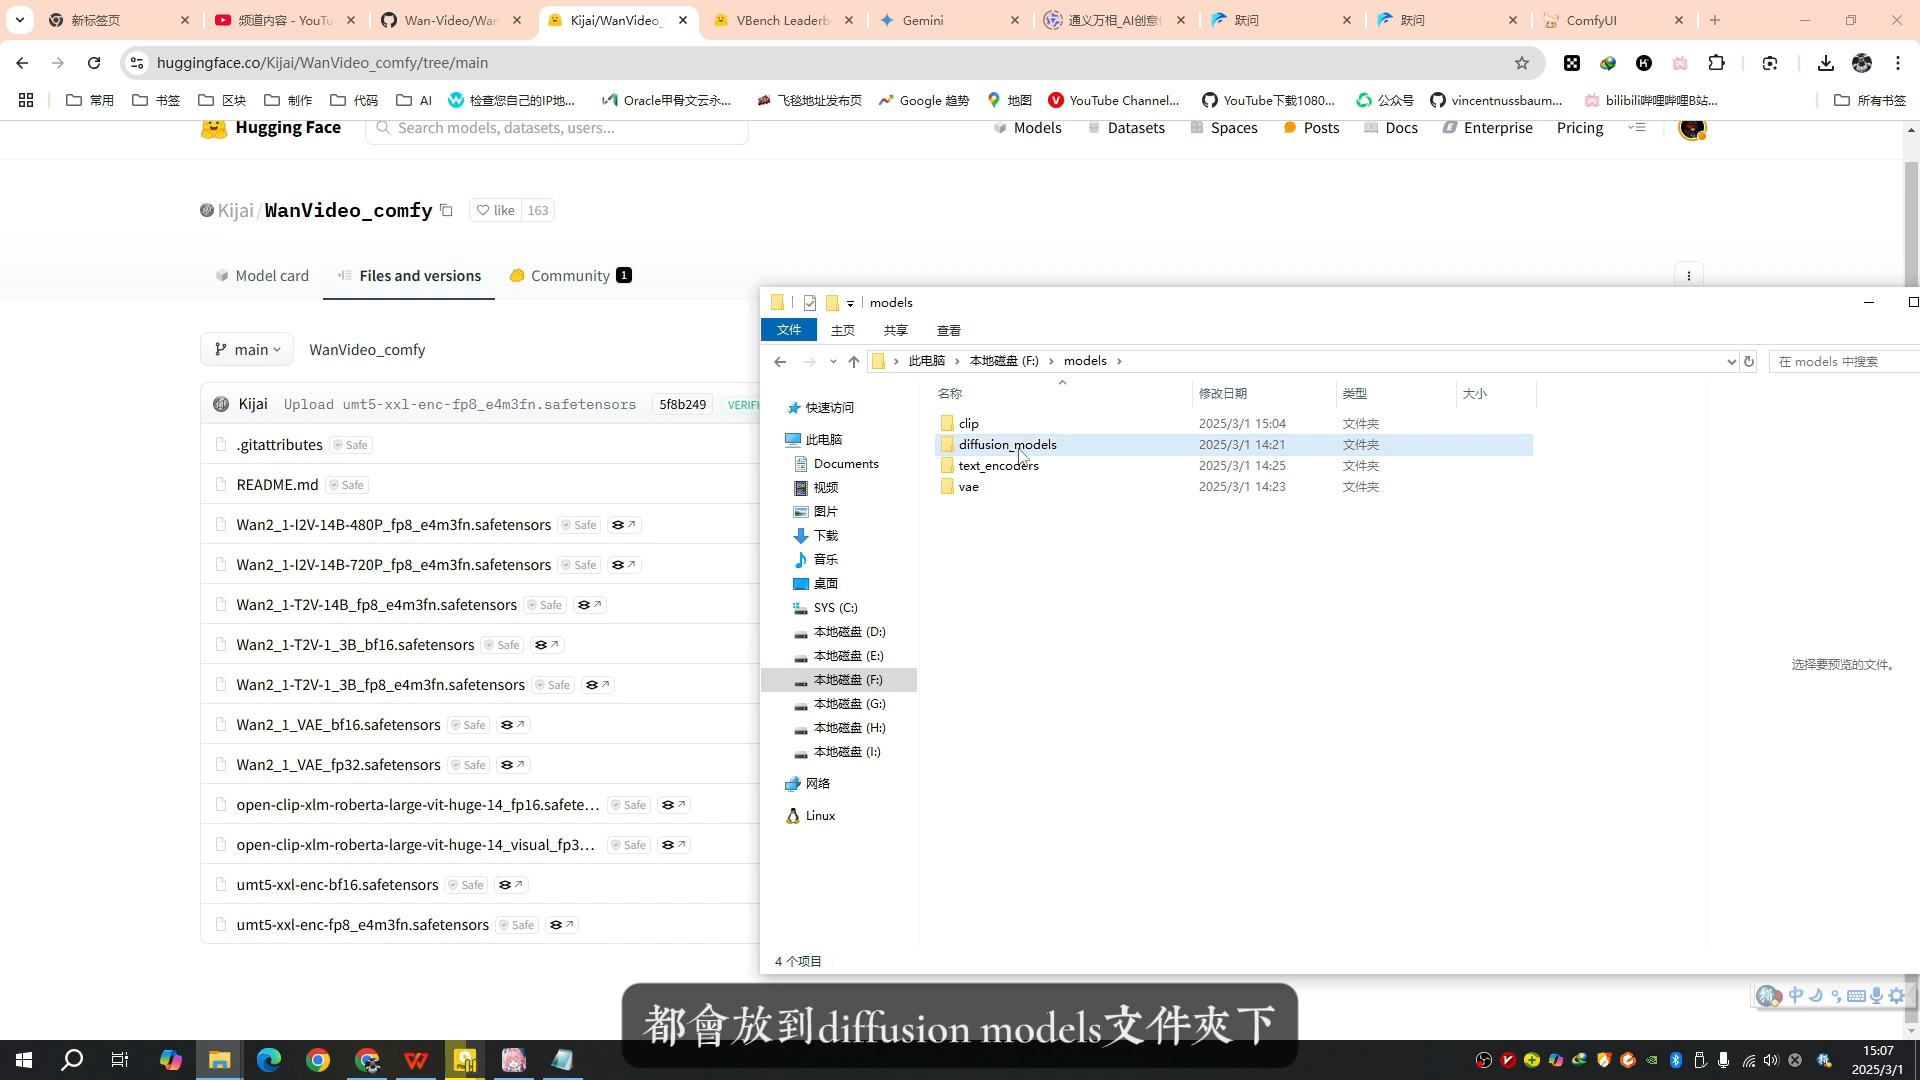 新标签页
频道内容 - YouTu
Wan-Video/Wan
Kijai/WanVideo_
VBench Leaderb
Gemini
通义万相_AI创意
跃问
跃问
ComfyUI
huggingface.co/Kijai/WanVideo_comfy/tree/main
常用
书签
区块
制作
代码
AI
检查您自己的IP地...
Oracle甲骨文云永...
飞毯地址发布页
Google 趋势
地图
YouTube Channel...
YouTube下载1080...
公众号
vincentnussbaum...
bilibili哔哩哔哩B站...
所有书签
Hugging Face
Search models, datasets, users...
Models
Datasets
Spaces
Posts
Docs
Enterprise
Pricing
Kijai/WanVideo_comfy
like 163
Model card
Files and versions
Community 1
main
WanVideo_comfy
Kijai Upload umt5-xxl-enc-fp8_e4m3fn.safetensors 5f8b249 VERIFI
.gitattributes Safe
README.md Safe
Wan2_1-I2V-14B-480P_fp8_e4m3fn.safetensors Safe
Wan2_1-I2V-14B-720P_fp8_e4m3fn.safetensors Safe
Wan2_1-T2V-14B_fp8_e4m3fn.safetensors Safe
Wan2_1-T2V-1_3B_bf16.safetensors Safe
Wan2_1-T2V-1_3B_fp8_e4m3fn.safetensors Safe
Wan2_1_VAE_bf16.safetensors Safe
Wan2_1_VAE_fp32.safetensors Safe
open-clip-xlm-roberta-large-vit-huge-14_fp16.safete... Safe
open-clip-xlm-roberta-large-vit-huge-14_visual_fp3... Safe
umt5-xxl-enc-bf16.safetensors Safe
umt5-xxl-enc-fp8_e4m3fn.safetensors Safe
models
文件 主页 共享 查看
此电脑 > 本地磁盘 (F:) > models >
在 models 中搜索
名称 修改日期 类型 大小
clip 2025/3/1 15:04 文件夹
diffusion_models 2025/3/1 14:21 文件夹
text_encoders 2025/3/1 14:25 文件夹
vae 2025/3/1 14:23 文件夹
快速访问
此电脑
Documents
视频
图片
下载
音乐
桌面
SYS (C:)
本地磁盘 (D:)
本地磁盘 (E:)
本地磁盘 (F:)
本地磁盘 (G:)
本地磁盘 (H:)
本地磁盘 (I:)
网络
Linux
选择要预览的文件。
4 个项目
中
都會放到diffusion models文件夾下
15:07
2025/3/1